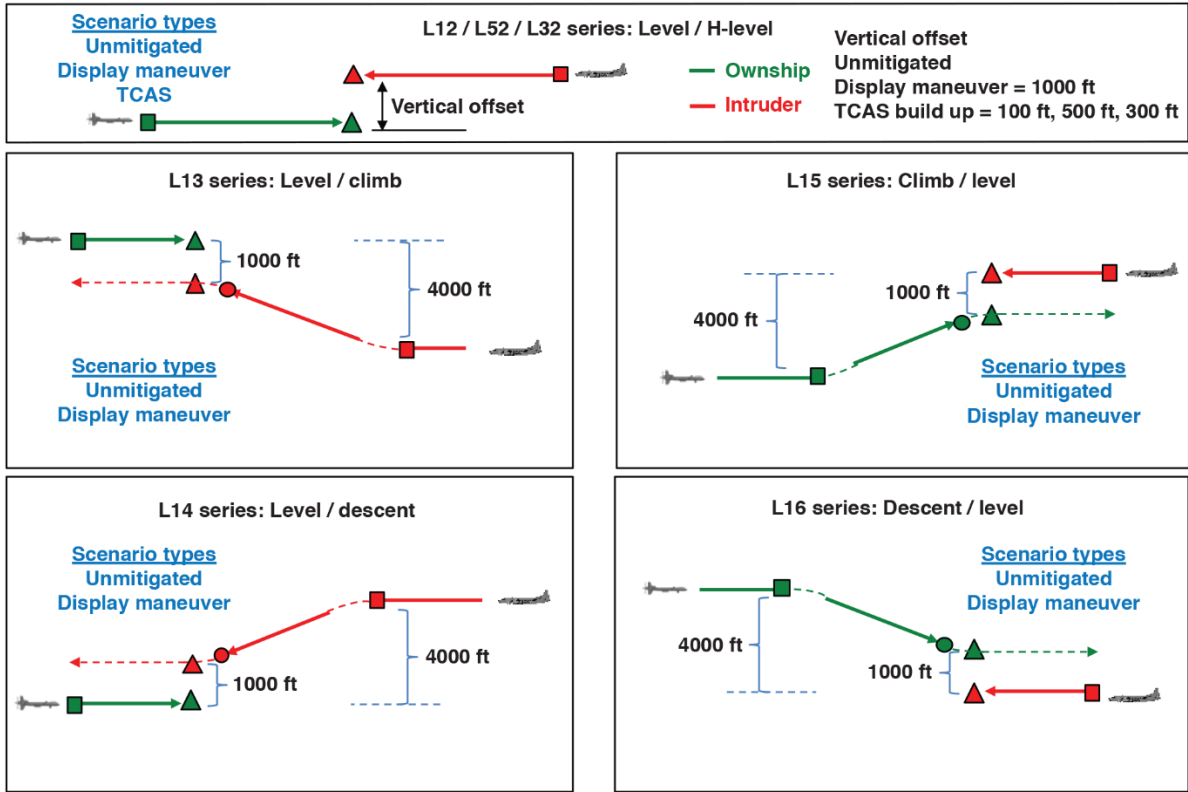 Scenario types
Unmitigated
Display maneuver
TCAS
L12 / L52 / L32 series: Level / H-level
Vertical offset
Ownship
Intruder
Vertical offset
Unmitigated
Display maneuver = 1000 ft
TCAS build up = 100 ft, 500 ft, 300 ft
L13 series: Level / climb
1000 ft
4000 ft
Scenario types
Unmitigated
Display maneuver
L15 series: Climb / level
1000 ft
4000 ft
Scenario types
Unmitigated
Display maneuver
L14 series: Level / descent
Scenario types
Unmitigated
Display maneuver
4000 ft
1000 ft
L16 series: Descent / level
Scenario types
Unmitigated
Display maneuver
4000 ft
1000 ft